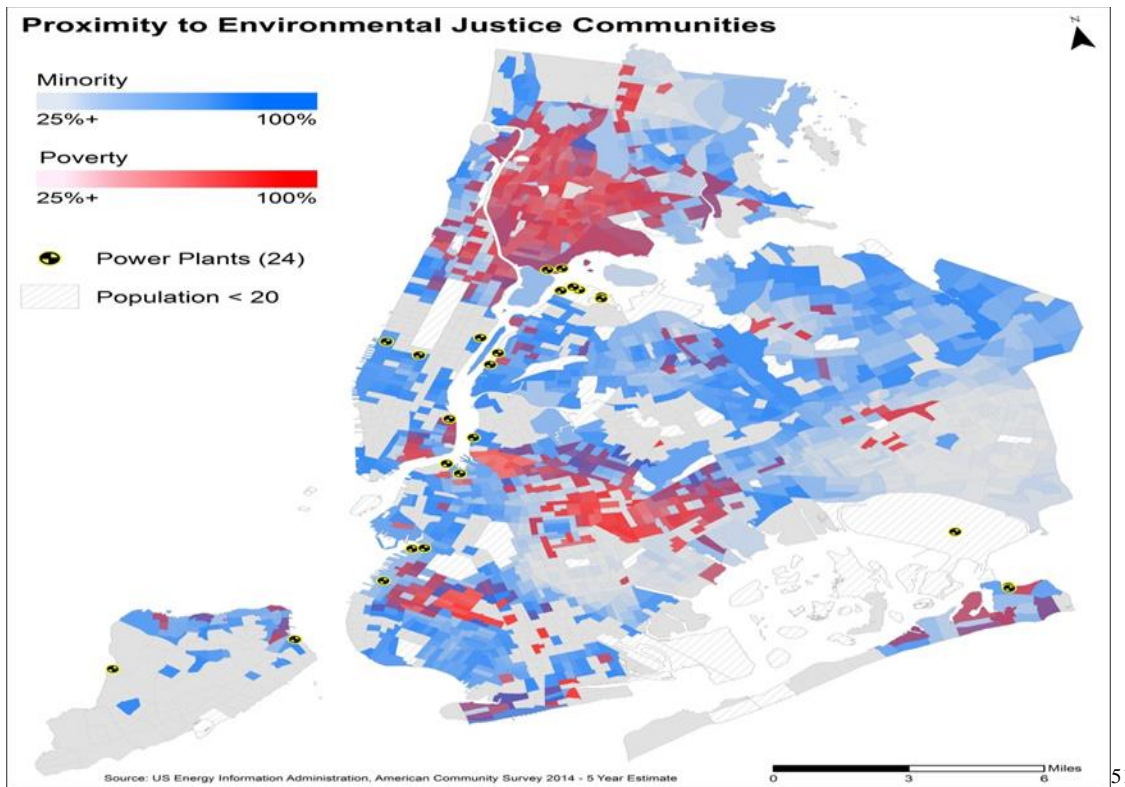 Proximity to Environmental Justice Communities
N
Minority
25%+ 100%
Poverty
25%+ 100%
Power Plants (24)
Population < 20
Source: US Energy Information Administration, American Community Survey 2014 - 5 Year Estimate
Miles
0 3 6
5